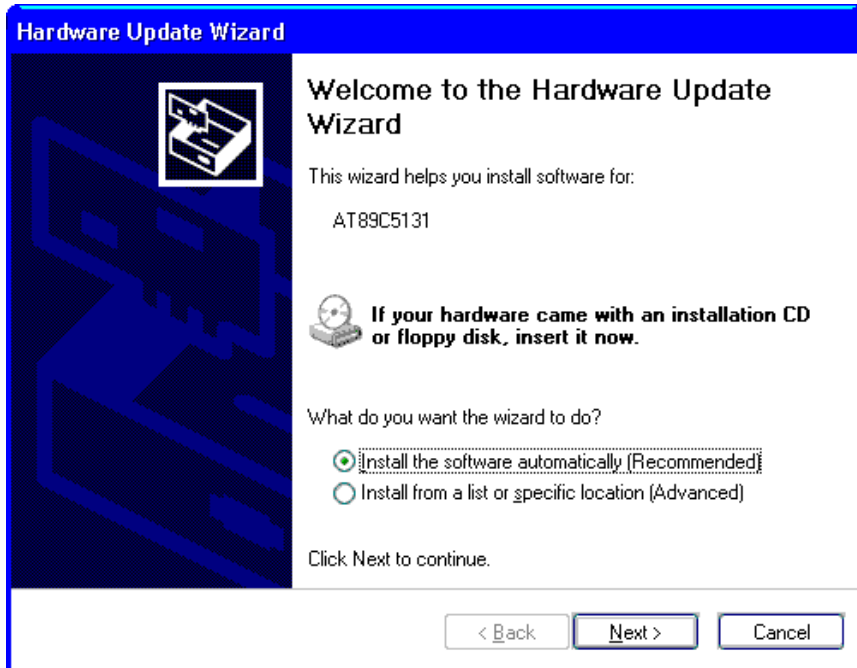 Hardware Update Wizard
Welcome to the Hardware Update
Wizard
This wizard helps you install software for:
AT89C5131
If your hardware came with an installation CD
or floppy disk, insert it now.
What do you want the wizard to do?
Install the software automatically (Recommended)
Install from a list or specific location (Advanced)
Click Next to continue.
< Back
Next >
Cancel